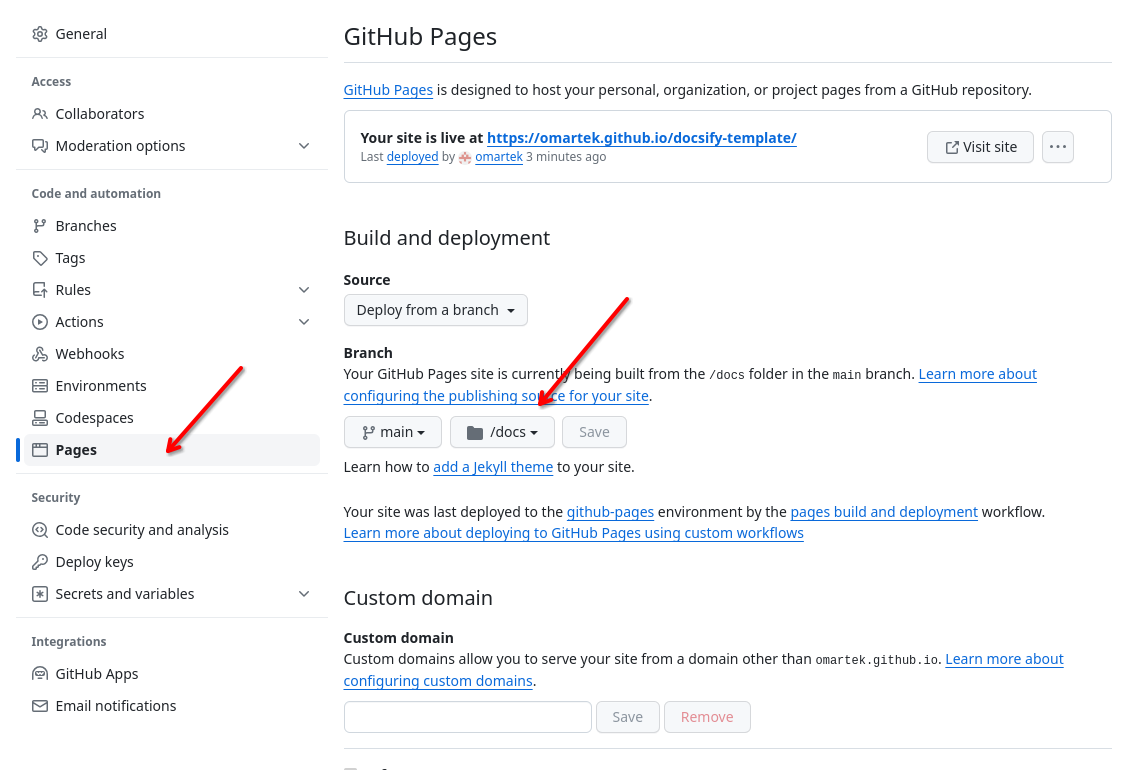 General
Access
Collaborators
Moderation options
Code and automation
Branches
Tags
Rules
Actions
Webhooks
Environments
Codespaces
Pages
Security
Code security and analysis
Deploy keys
Secrets and variables
Integrations
GitHub Apps
Email notifications
GitHub Pages
GitHub Pages is designed to host your personal, organization, or project pages from a GitHub repository.
Your site is live at https://omartek.github.io/docsify-template/
Last deployed by omartek 3 minutes ago
Visit site
Build and deployment
Source
Deploy from a branch
Branch
Your GitHub Pages site is currently being built from the /docs folder in the main branch. Learn more about
configuring the publishing source for your site.
main /docs Save
Learn how to add a Jekyll theme to your site.
Your site was last deployed to the github-pages environment by the pages build and deployment workflow.
Learn more about deploying to GitHub Pages using custom workflows
Custom domain
Custom domain
Custom domains allow you to serve your site from a domain other than omartek.github.io. Learn more about
configuring custom domains.
Save Remove